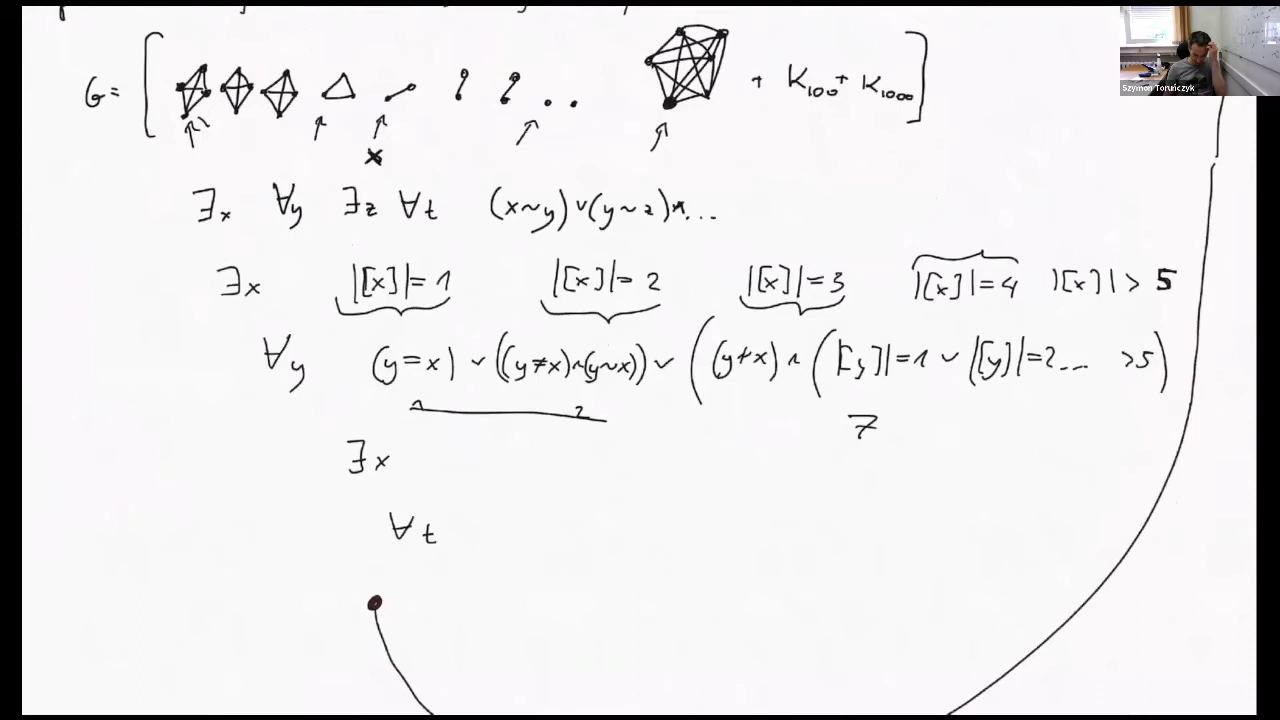 G = [ + K₁₀₀ + K₁₀₀₀ ]
Szymon Toruńczyk
x
∃x ∀y ∃z ∀t (x~y) ∨ (y~z) ∧ ...
∃x |[x]|=1 |[x]|=2 |[x]|=3 |[x]|=4 |[x]|>5
∀y (y=x) ∨ ((y≠x)∧(y~x)) ∨ ((y≁x) ∧ (|[y]|=1 ∨ |[y]|=2 ... >5)
1 2
7
∃x
∀t